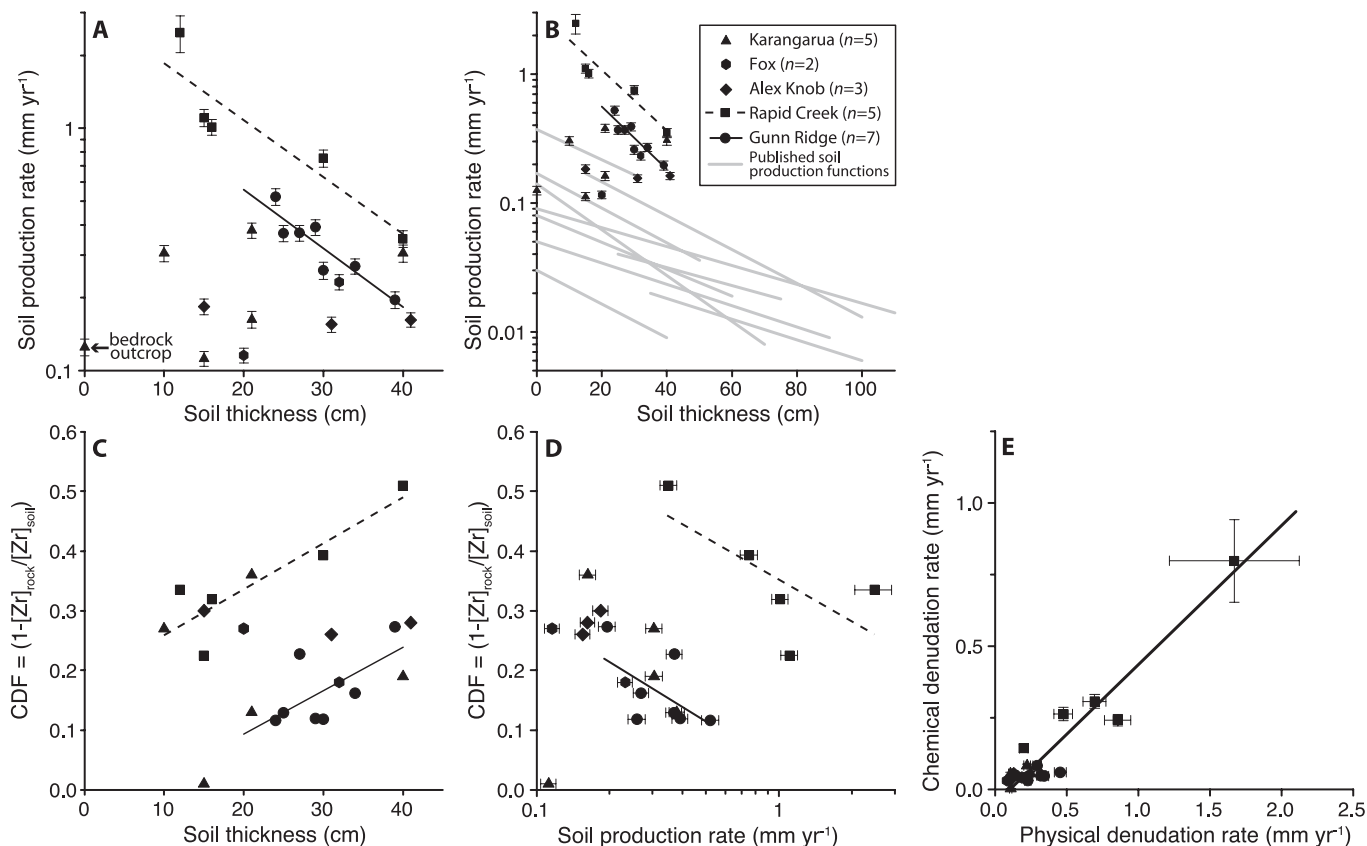 A
Soil production rate (mm yr⁻¹)
1
0.1
bedrock
outcrop
0 10 20 30 40
Soil thickness (cm)
B
Soil production rate (mm yr⁻¹)
1
0.1
0.01
0 20 40 60 80 100
Soil thickness (cm)
Karangarua (n=5)
Fox (n=2)
Alex Knob (n=3)
Rapid Creek (n=5)
Gunn Ridge (n=7)
Published soil
production functions
C
CDF = (1-[Zr]rock/[Zr]soil)
0.6
0.5
0.4
0.3
0.2
0.1
0.0
0 10 20 30 40
Soil thickness (cm)
D
CDF = (1-[Zr]rock/[Zr]soil)
0.6
0.5
0.4
0.3
0.2
0.1
0.0
0.1 1
Soil production rate (mm yr⁻¹)
E
Chemical denudation rate (mm yr⁻¹)
1.0
0.5
0.0
0.0 0.5 1.0 1.5 2.0 2.5
Physical denudation rate (mm yr⁻¹)